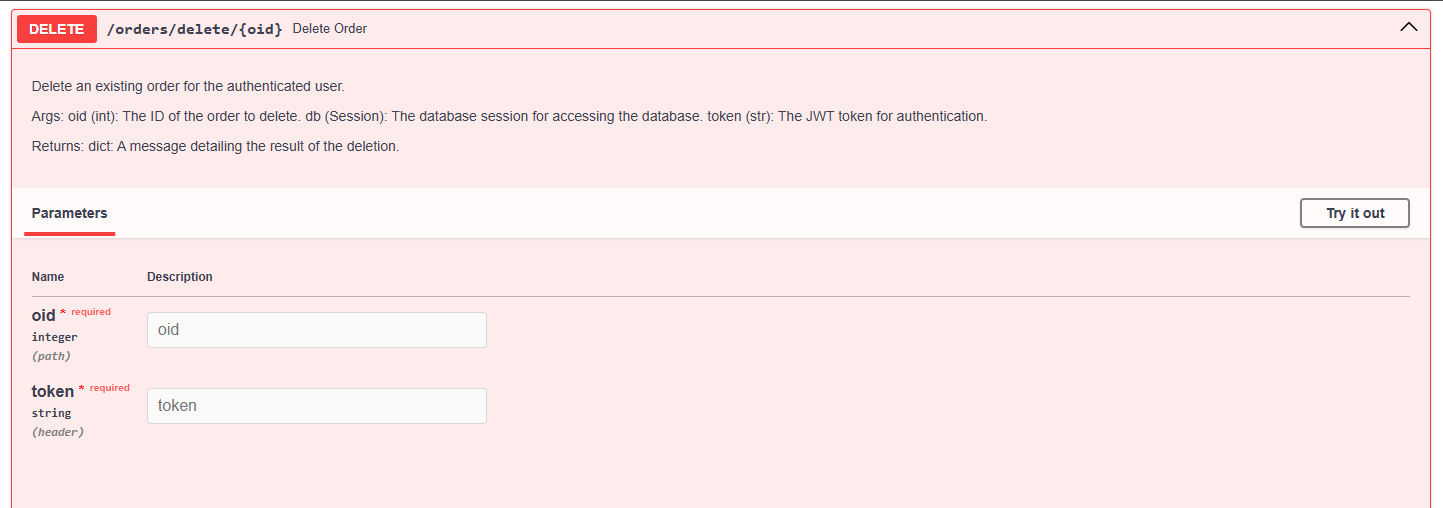 DELETE /orders/delete/{oid} Delete Order
Delete an existing order for the authenticated user.
Args: oid (int): The ID of the order to delete. db (Session): The database session for accessing the database. token (str): The JWT token for authentication.
Returns: dict: A message detailing the result of the deletion.
Parameters Try it out
Name Description
oid * required
integer
(path)
oid
token * required
string
(header)
token